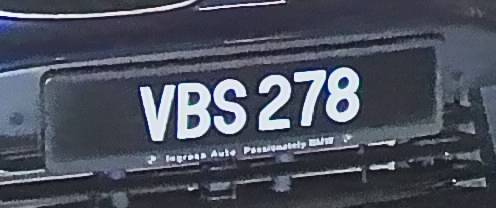 VBS 278
Ingress Auto Passionately BMW